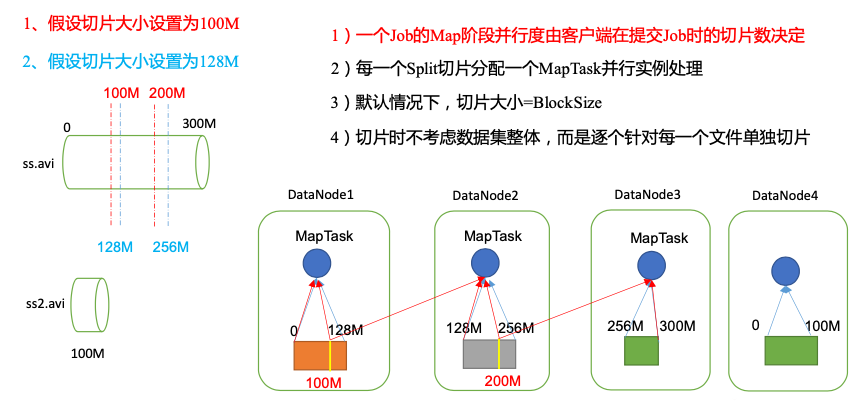 1、假设切片大小设置为100M
2、假设切片大小设置为128M
1）一个Job的Map阶段并行度由客户端在提交Job时的切片数决定
2）每一个Split切片分配一个MapTask并行实例处理
3）默认情况下，切片大小=BlockSize
4）切片时不考虑数据集整体，而是逐个针对每一个文件单独切片
100M 200M
0 300M
ss.avi
128M 256M
ss2.avi
100M
DataNode1
MapTask
0 128M
100M
DataNode2
MapTask
128M 256M
200M
DataNode3
MapTask
256M 300M
DataNode4
0 100M